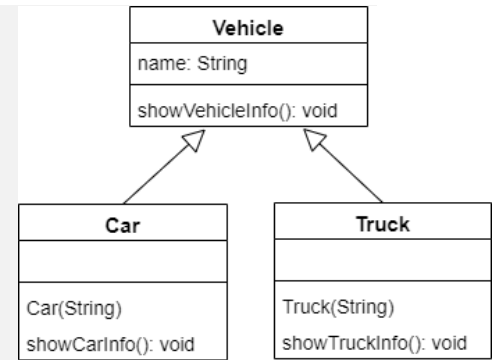 Vehicle
name: String
showVehicleInfo(): void
Car
Car(String)
showCarInfo(): void
Truck
Truck(String)
showTruckInfo(): void